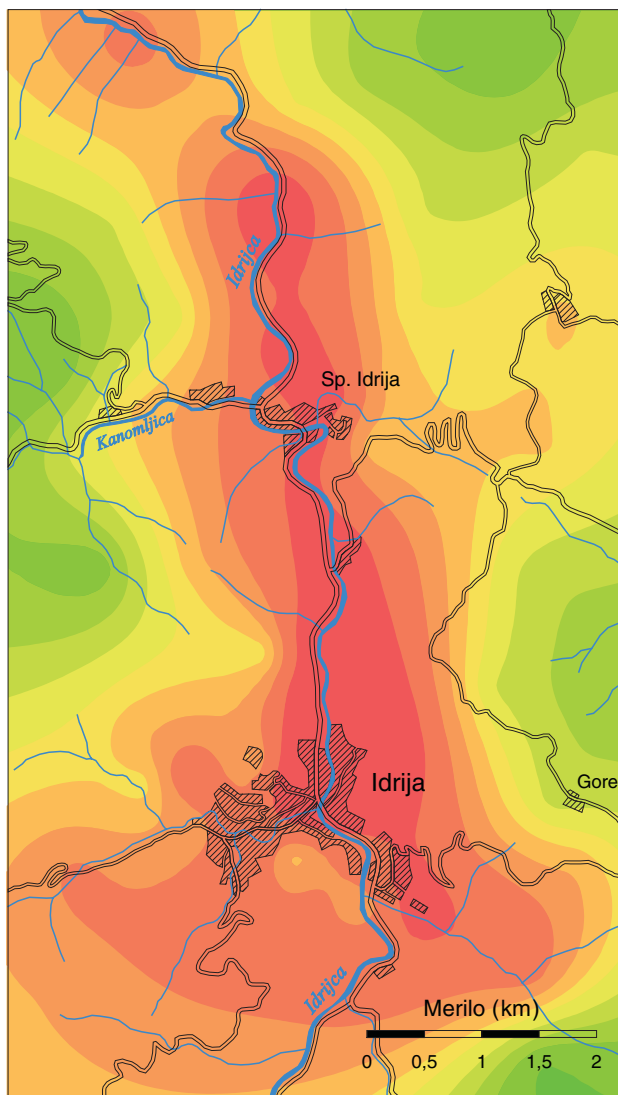 Idrijca
Sp. Idrija
Kanomljica
Idrija
Gore
Idrijca
Merilo (km)
0 0,5 1 1,5 2